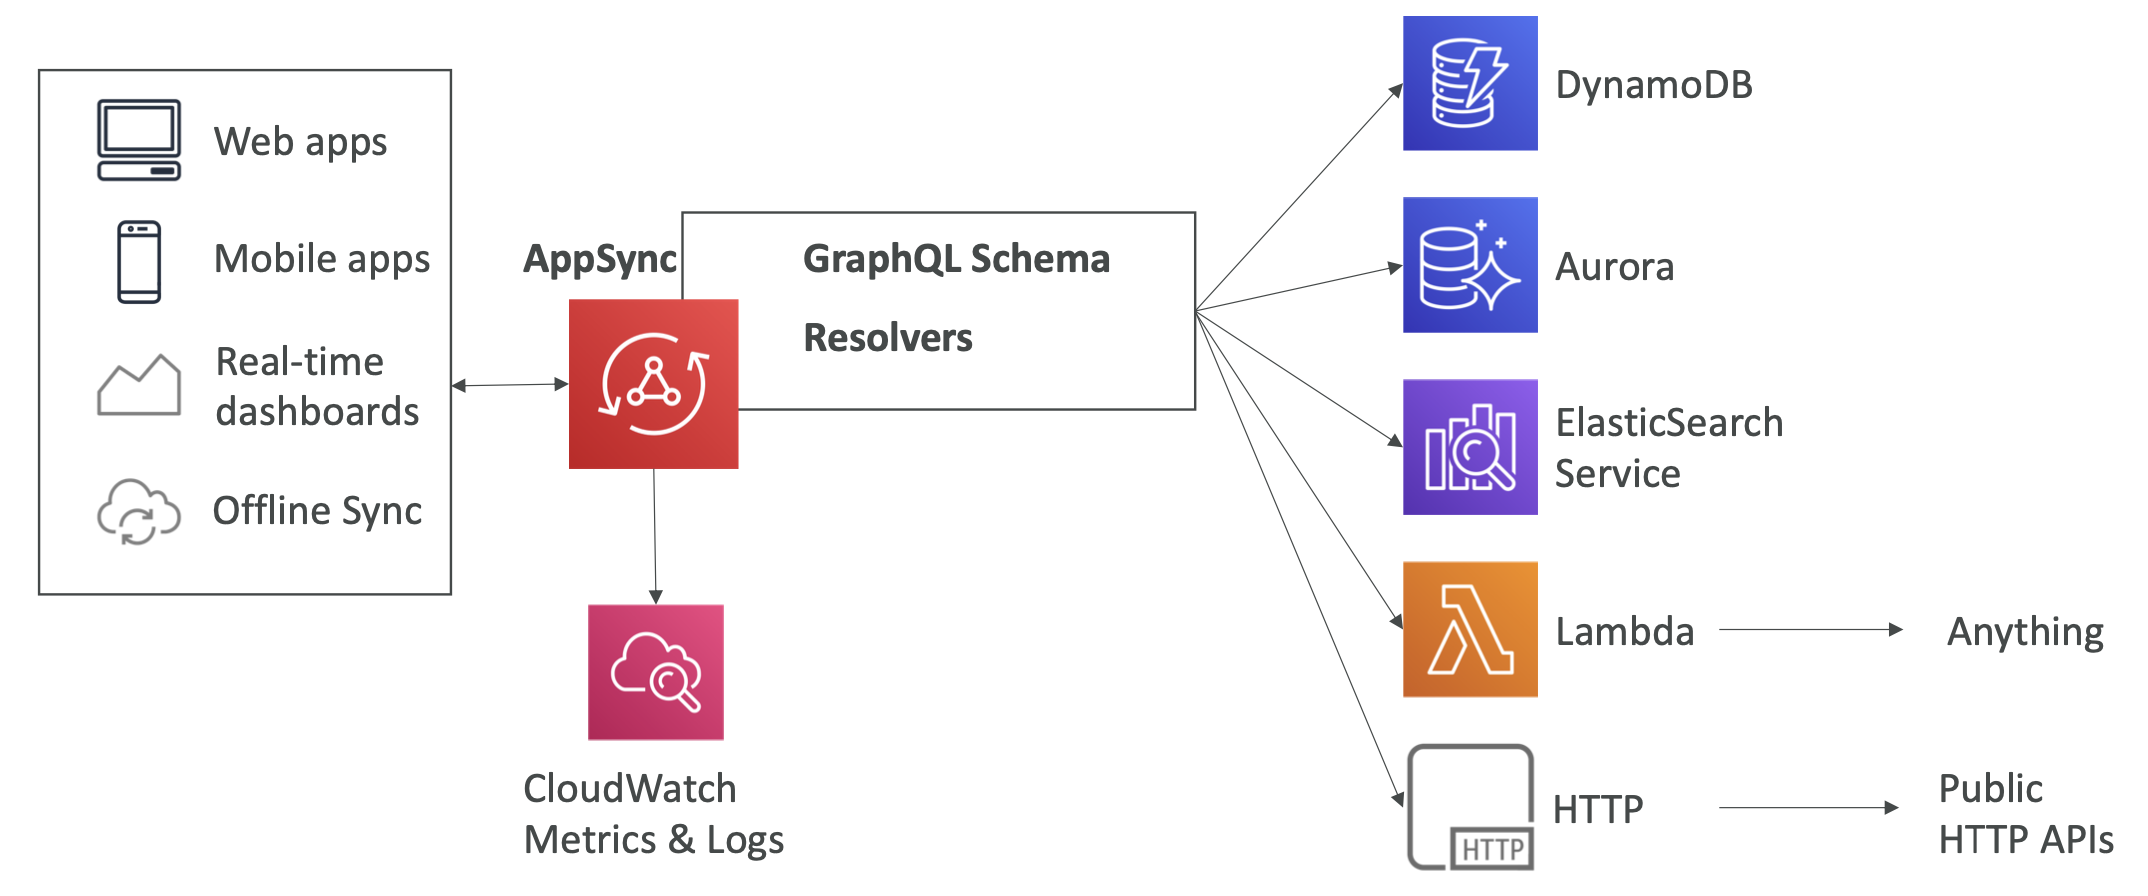 Web apps
Mobile apps
Real-time
dashboards
Offline Sync
AppSync
GraphQL Schema
Resolvers
CloudWatch
Metrics & Logs
DynamoDB
Aurora
ElasticSearch
Service
Lambda
Anything
HTTP
HTTP
Public
HTTP APIs